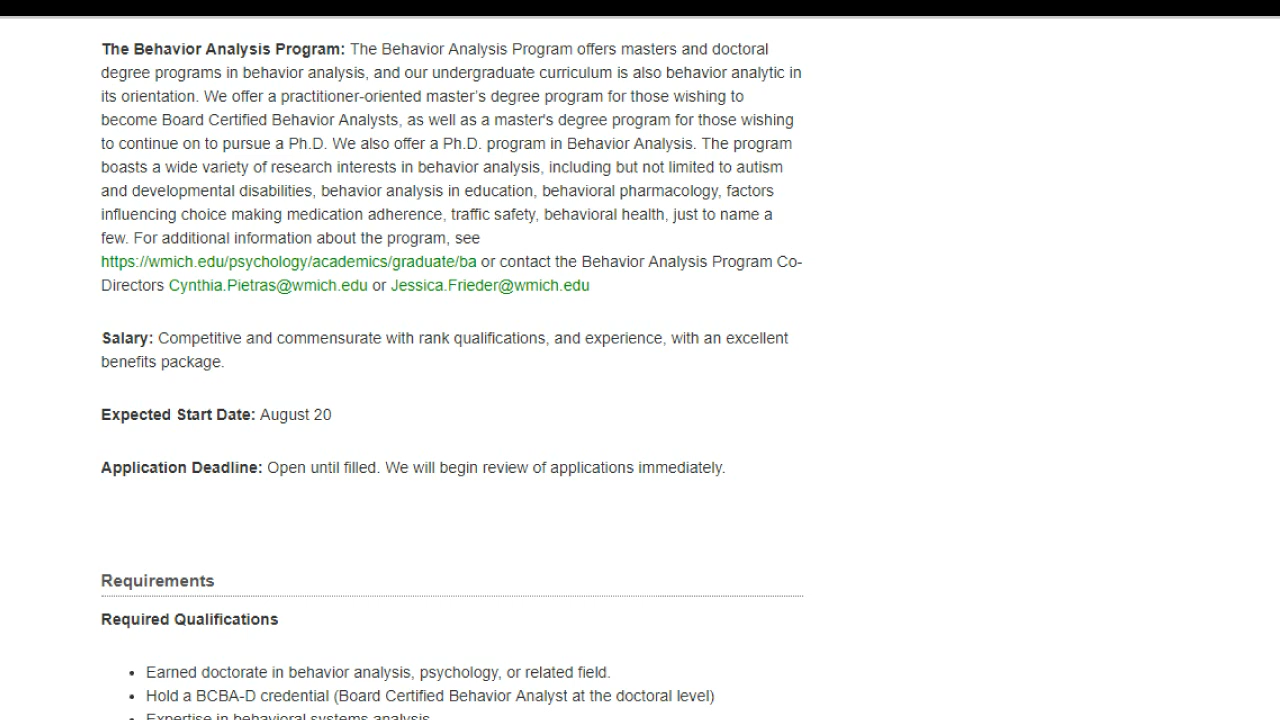 The Behavior Analysis Program: The Behavior Analysis Program offers masters and doctoral
degree programs in behavior analysis, and our undergraduate curriculum is also behavior analytic in
its orientation. We offer a practitioner-oriented master's degree program for those wishing to
become Board Certified Behavior Analysts, as well as a master's degree program for those wishing
to continue on to pursue a Ph.D. We also offer a Ph.D. program in Behavior Analysis. The program
boasts a wide variety of research interests in behavior analysis, including but not limited to autism
and developmental disabilities, behavior analysis in education, behavioral pharmacology, factors
influencing choice making medication adherence, traffic safety, behavioral health, just to name a
few. For additional information about the program, see
https://wmich.edu/psychology/academics/graduate/ba or contact the Behavior Analysis Program Co-
Directors Cynthia.Pietras@wmich.edu or Jessica.Frieder@wmich.edu
Salary: Competitive and commensurate with rank qualifications, and experience, with an excellent
benefits package.
Expected Start Date: August 20
Application Deadline: Open until filled. We will begin review of applications immediately.
Requirements
Required Qualifications
• Earned doctorate in behavior analysis, psychology, or related field.
• Hold a BCBA-D credential (Board Certified Behavior Analyst at the doctoral level)
• Expertise in behavioral systems analysis